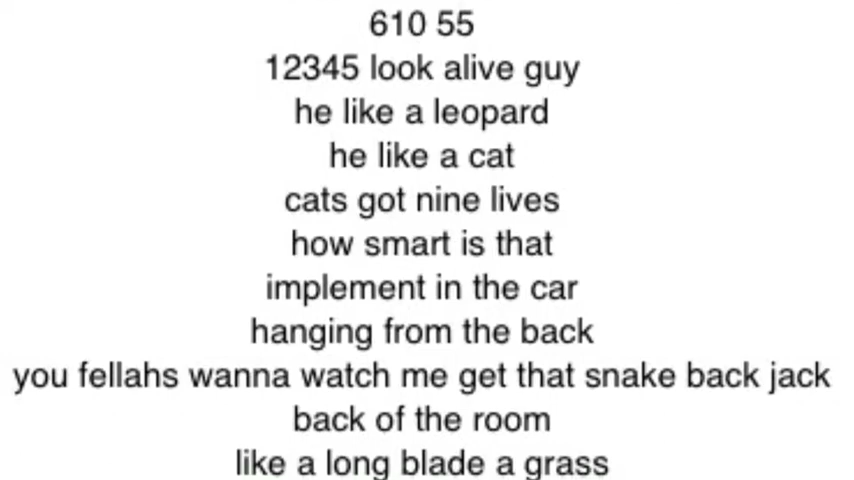 610 55
12345 look alive guy
he like a leopard
he like a cat
cats got nine lives
how smart is that
implement in the car
hanging from the back
you fellahs wanna watch me get that snake back jack
back of the room
like a long blade a grass